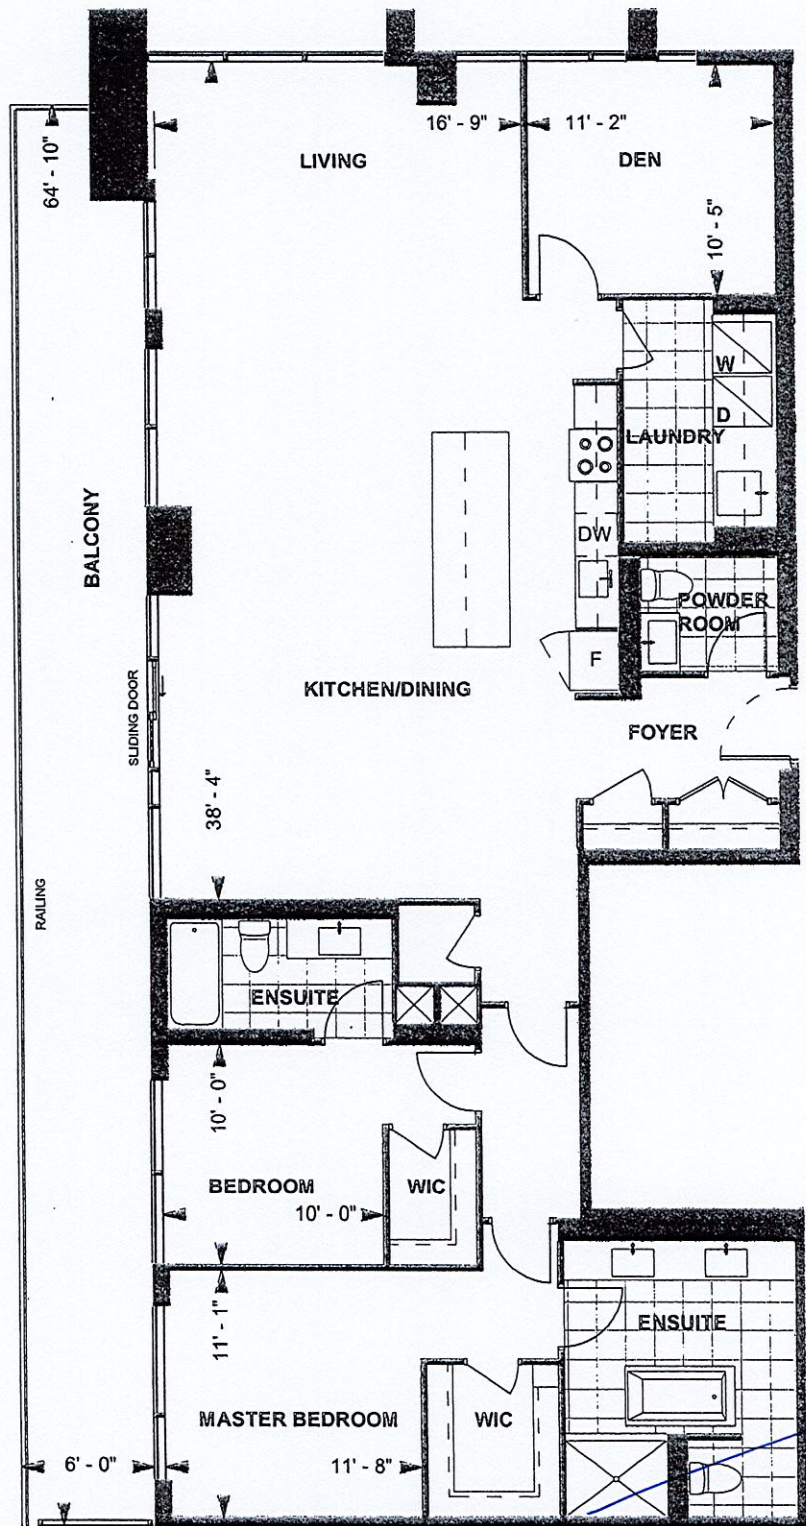 16' - 9"
11' - 2"
LIVING
DEN
64' - 10"
10' - 5"
W
D
LAUNDRY
BALCONY
DW
POWDER
ROOM
F
KITCHEN/DINING
SLIDING DOOR
FOYER
38' - 4"
RAILING
ENSUITE
10' - 0"
BEDROOM
WIC
10' - 0"
11' - 1"
ENSUITE
MASTER BEDROOM
WIC
6' - 0"
11' - 8"